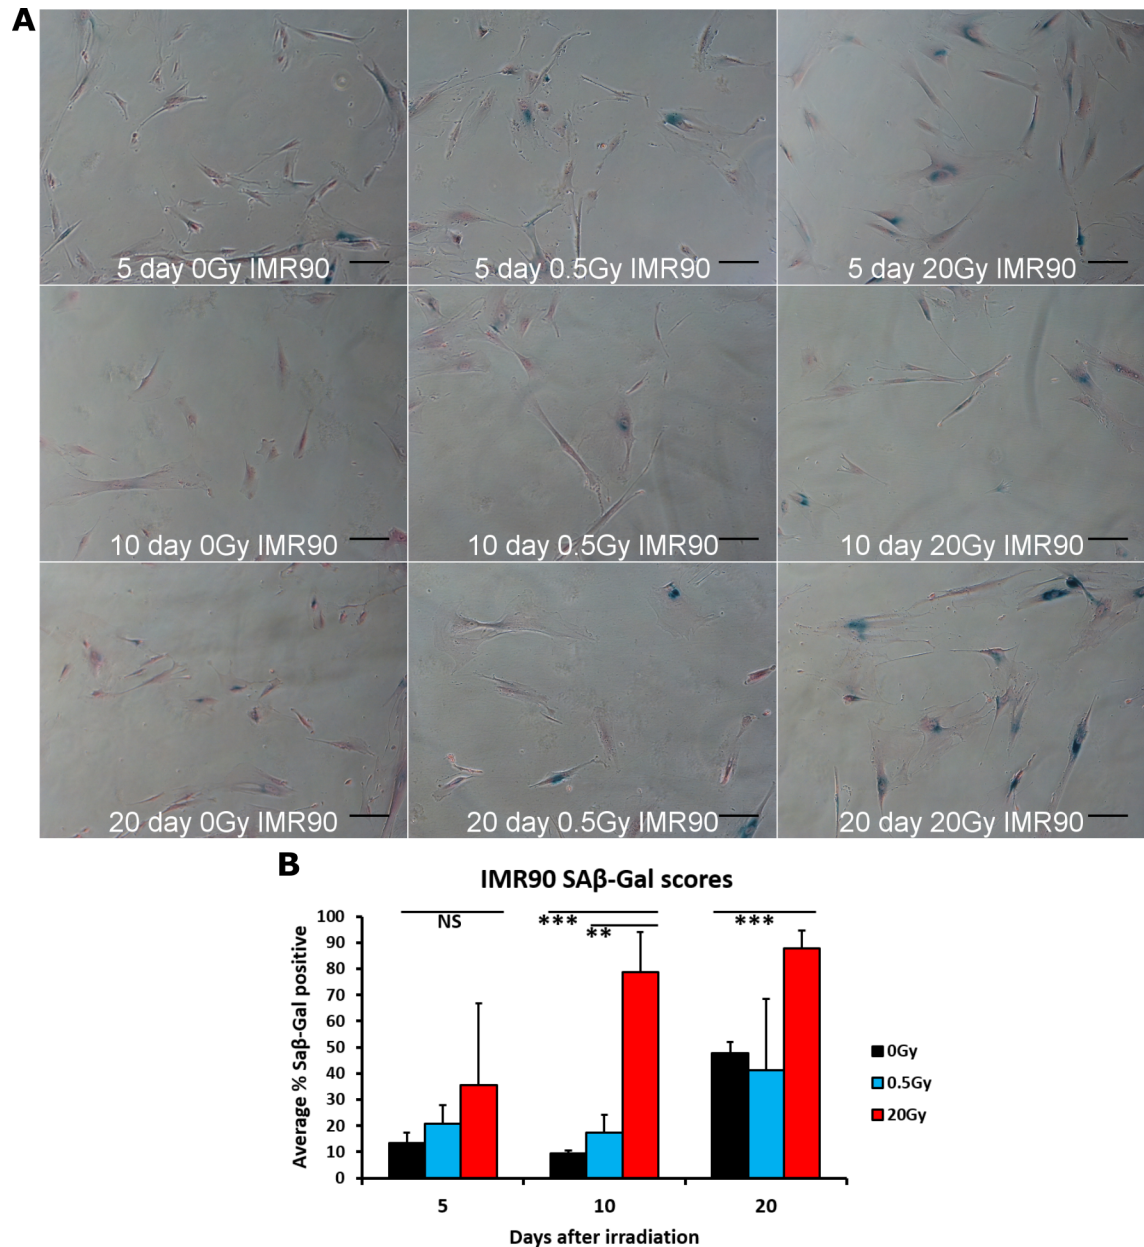 A
5 day 0Gy IMR90
5 day 0.5Gy IMR90
5 day 20Gy IMR90
10 day 0Gy IMR90
10 day 0.5Gy IMR90
10 day 20Gy IMR90
20 day 0Gy IMR90
20 day 0.5Gy IMR90
20 day 20Gy IMR90
B
IMR90 SAβ-Gal scores
Average % Saβ-Gal positive
100
90
80
70
60
50
40
30
20
10
0
NS
***
**
***
0Gy
0.5Gy
20Gy
5
10
20
Days after irradiation